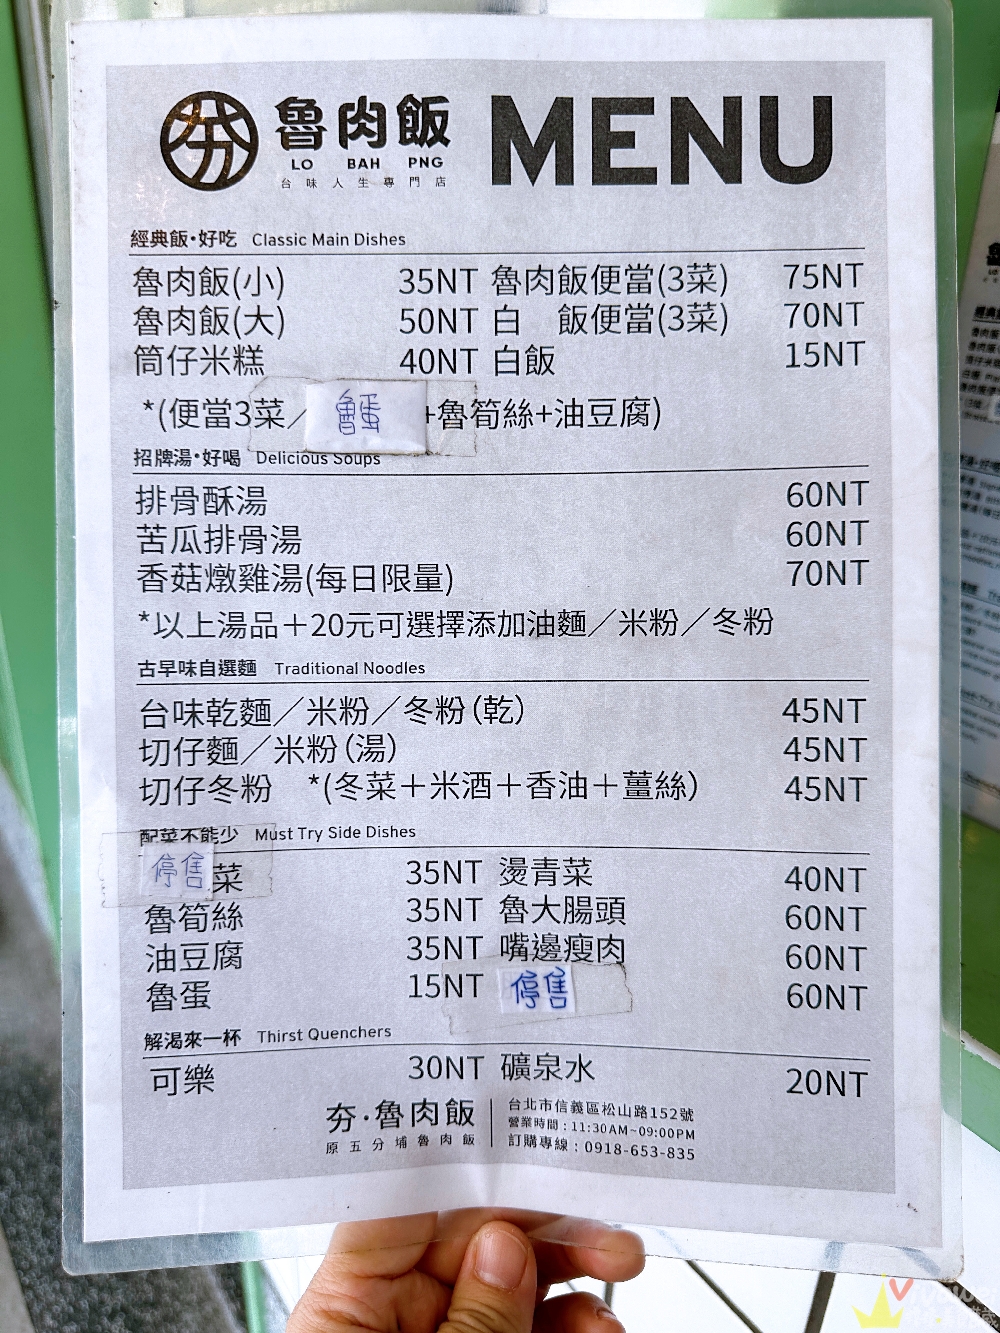 夯 魯肉飯 MENU
LO BAH PNG
台味人生專門店
經典飯·好吃 Classic Main Dishes
魯肉飯(小) 35NT 魯肉飯便當(3菜) 75NT
魯肉飯(大) 50NT 白 飯便當(3菜) 70NT
筒仔米糕 40NT 白飯 15NT
*(便當3菜／魯蛋+魯筍絲+油豆腐)
招牌湯·好喝 Delicious Soups
排骨酥湯 60NT
苦瓜排骨湯 60NT
香菇燉雞湯(每日限量) 70NT
*以上湯品＋20元可選擇添加油麵／米粉／冬粉
古早味自選麵 Traditional Noodles
台味乾麵／米粉／冬粉(乾) 45NT
切仔麵／米粉(湯) 45NT
切仔冬粉 *(冬菜＋米酒＋香油＋薑絲) 45NT
配菜不能少 Must Try Side Dishes
停售菜 35NT 燙青菜 40NT
魯筍絲 35NT 魯大腸頭 60NT
油豆腐 35NT 嘴邊瘦肉 60NT
魯蛋 15NT 停售 60NT
解渴來一杯 Thirst Quenchers
可樂 30NT 礦泉水 20NT
夯·魯肉飯
原五分埔魯肉飯
台北市信義區松山路152號
營業時間：11:30AM~09:00PM
訂購專線：0918-653-835